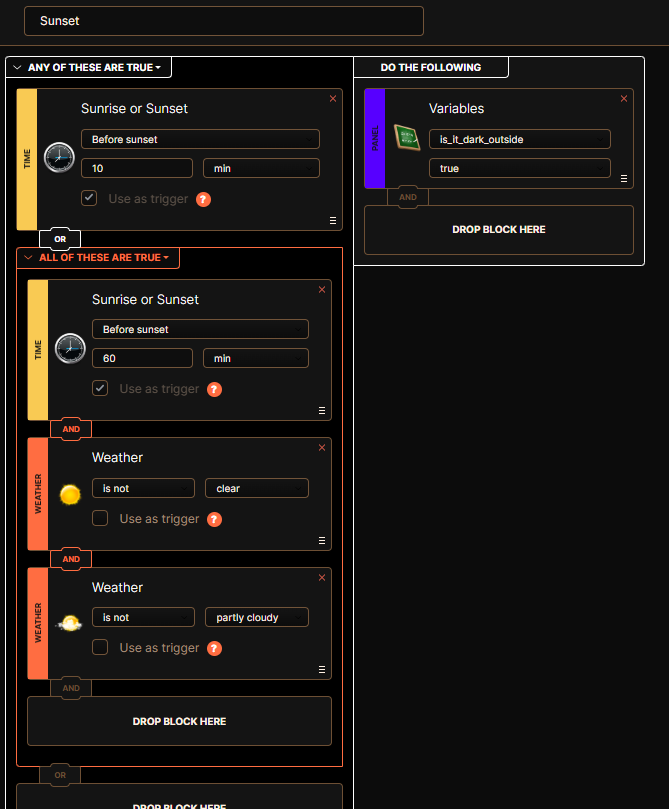 Sunset
ANY OF THESE ARE TRUE
DO THE FOLLOWING
TIME
Sunrise or Sunset
Before sunset
10
min
Use as trigger ?
OR
ALL OF THESE ARE TRUE
TIME
Sunrise or Sunset
Before sunset
60
min
Use as trigger ?
AND
WEATHER
Weather
is not
clear
Use as trigger ?
AND
WEATHER
Weather
is not
partly cloudy
Use as trigger ?
AND
DROP BLOCK HERE
OR
DROP BLOCK HERE
PANEL
Variables
is_it_dark_outside
true
AND
DROP BLOCK HERE